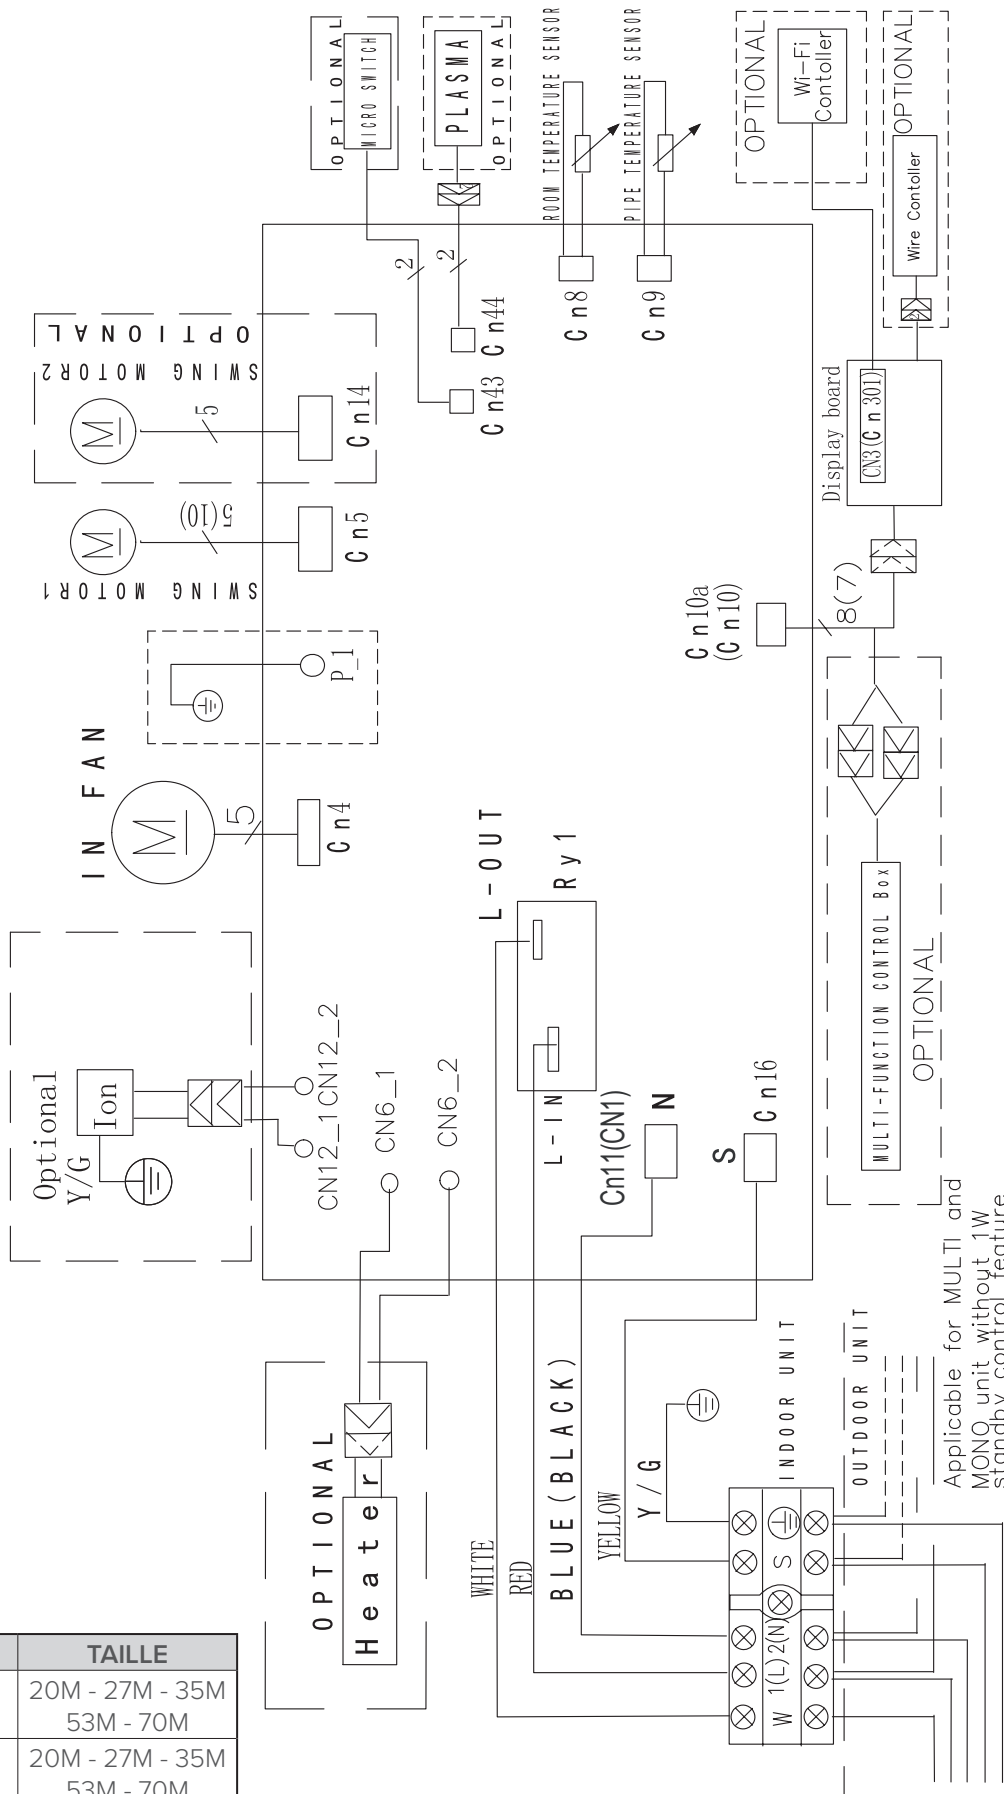 OPTIONAL
MICRO SWITCH
PLASMA
OPTIONAL
2
ROOM TEMPERATURE SENSOR
PIPE TEMPERATURE SENSOR
OPTIONAL
Wi-Fi
Contoller
OPTIONAL
Wire Contoller
2
OPTIONAL
SWING MOTOR2
M
5
Cn14
SWING MOTOR1
M
5(10)
Cn5
2
2
Cn44
Cn43
Cn8
Cn9
Display board
CN3(Cn301)
P_1
Cn10a
(Cn10)
8(7)
IN FAN
M
5
Cn4
L-OUT
Ry1
L-IN
MULTI-FUNCTION CONTROL Box
OPTIONAL
Optional
Y/G
Ion
CN12_1
CN12_2
CN6_1
CN6_2
Cn11(CN1)
N
S
Cn16
OPTIONAL
Heater
WHITE
RED
BLUE(BLACK)
YELLOW
Y/G
INDOOR UNIT
OUTDOOR UNIT
W 1(L) 2(N) S
Applicable for MULTI and
MONO unit without 1W
standby control feature
TAILLE
20M - 27M - 35M
53M - 70M
20M - 27M - 35M
53M - 70M